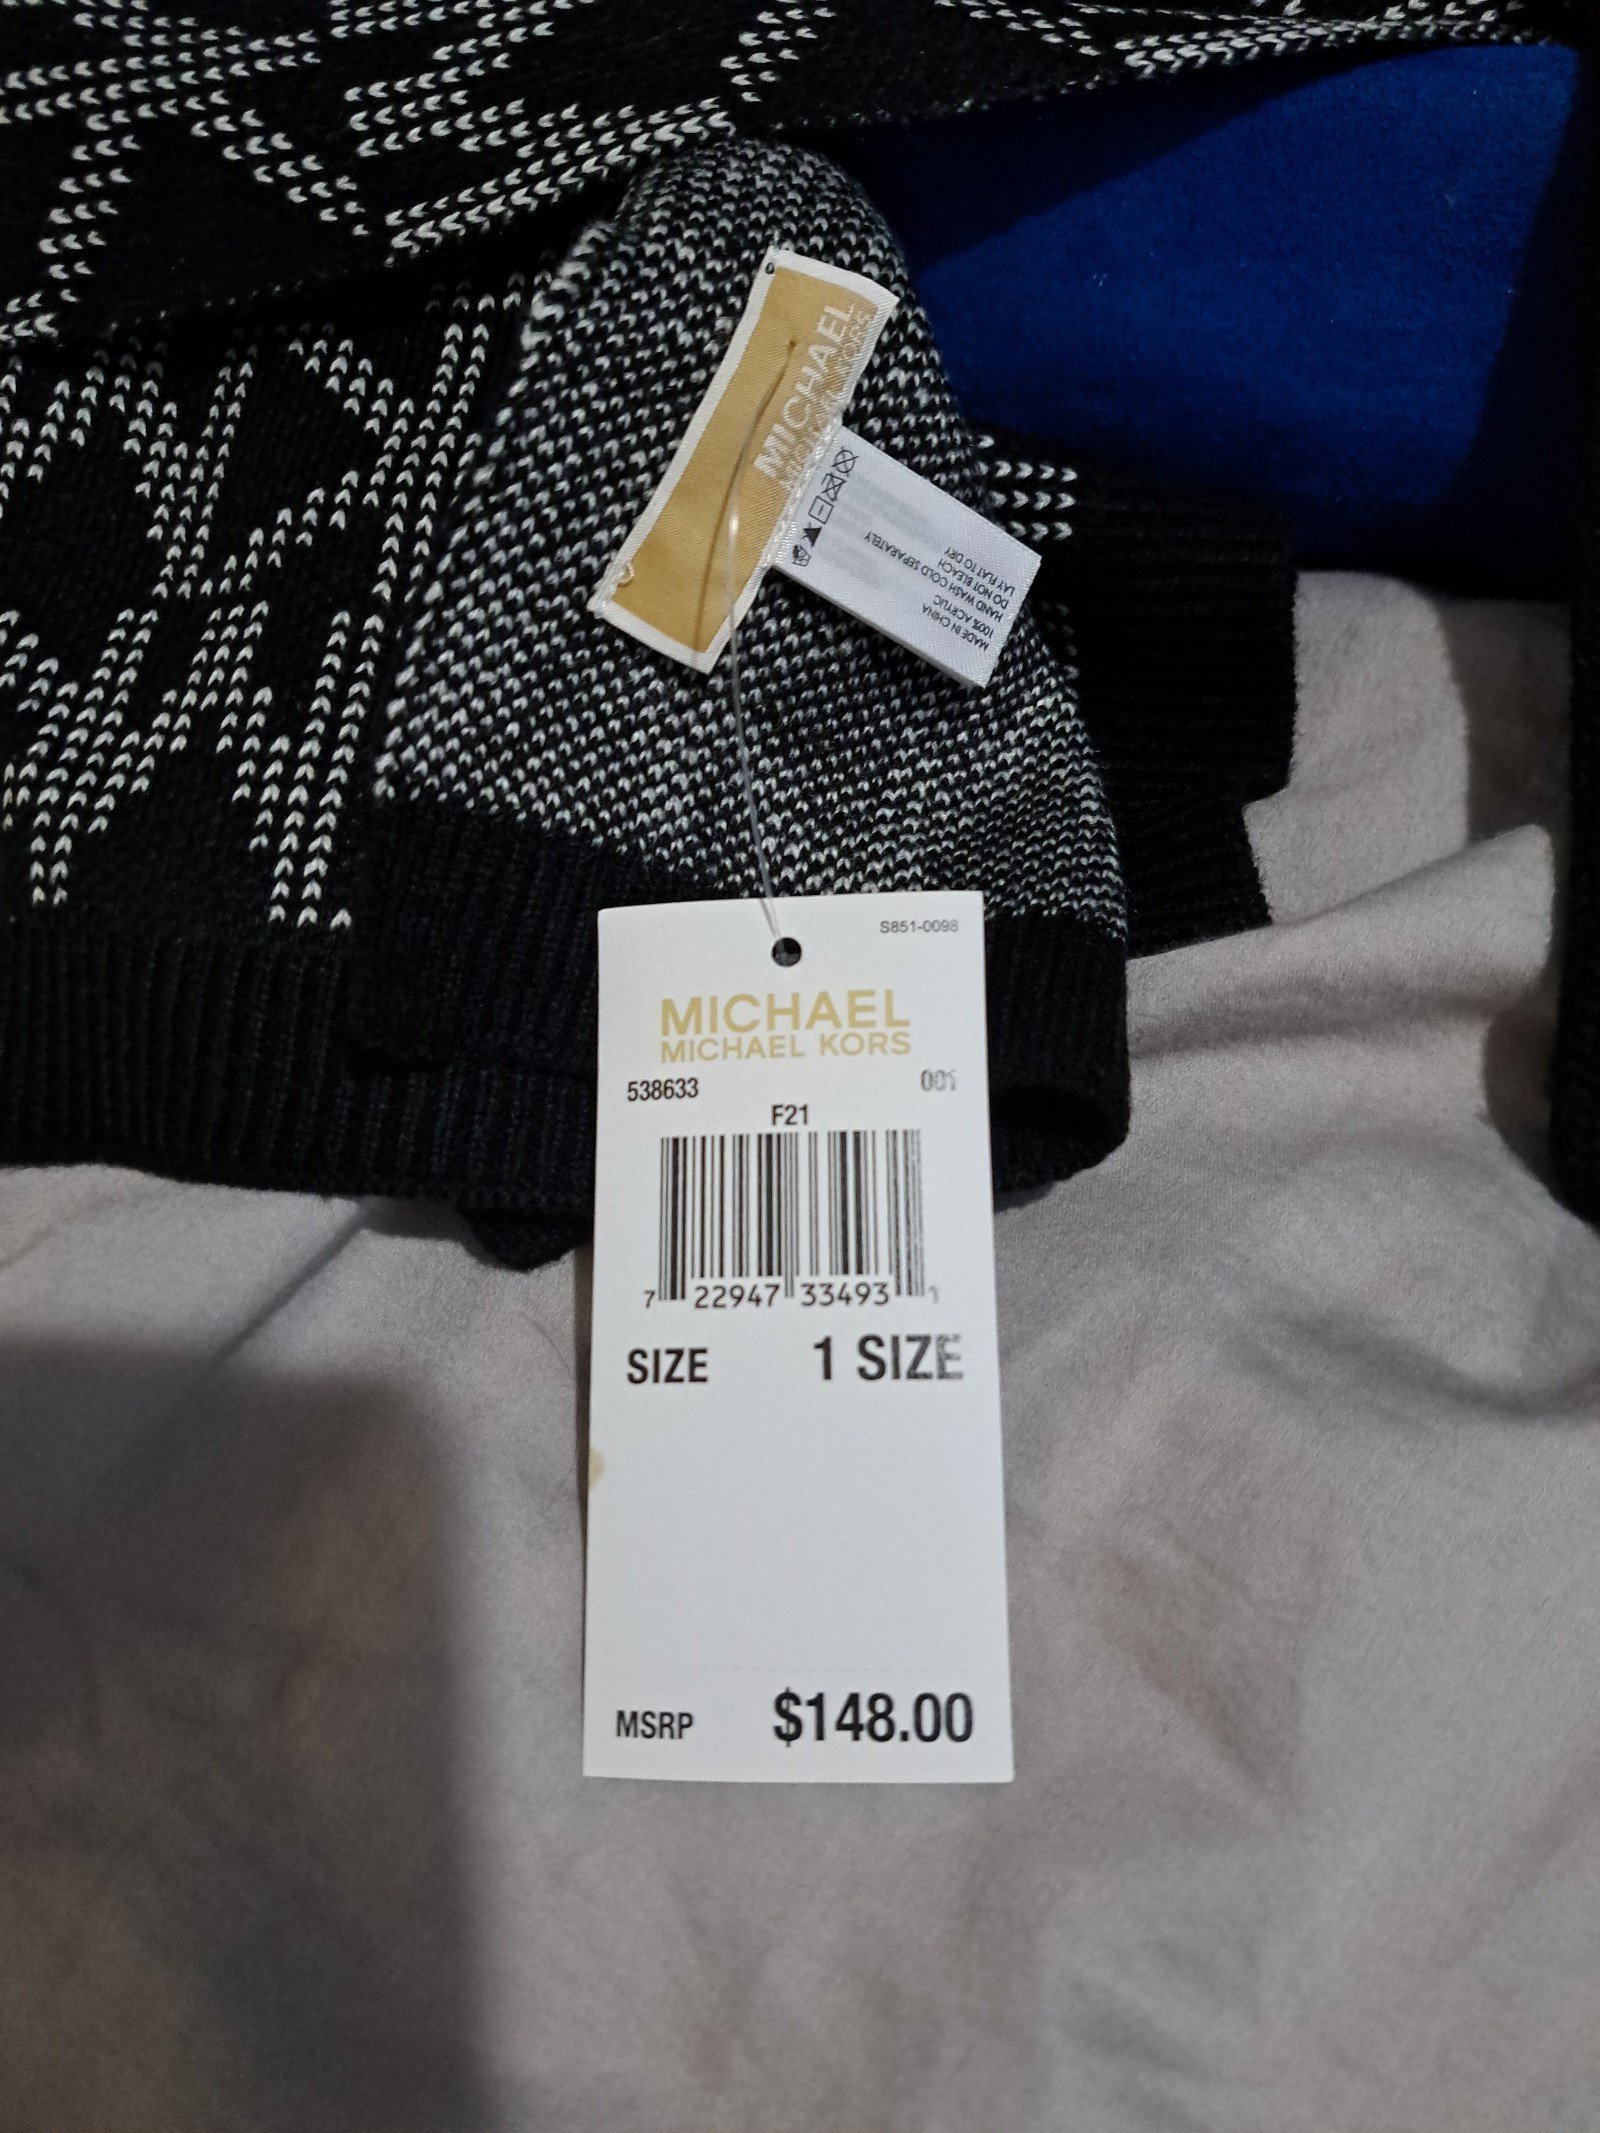 MICHAEL
MICHAEL KORS
MADE IN CHINA
100% ACRYLIC
HAND WASH COLD SEPARATELY
DO NOT BLEACH
LAY FLAT TO DRY
S851-0098
MICHAEL
MICHAEL KORS
538633 001
F21
7 22947 33493 1
SIZE 1 SIZE
MSRP $148.00